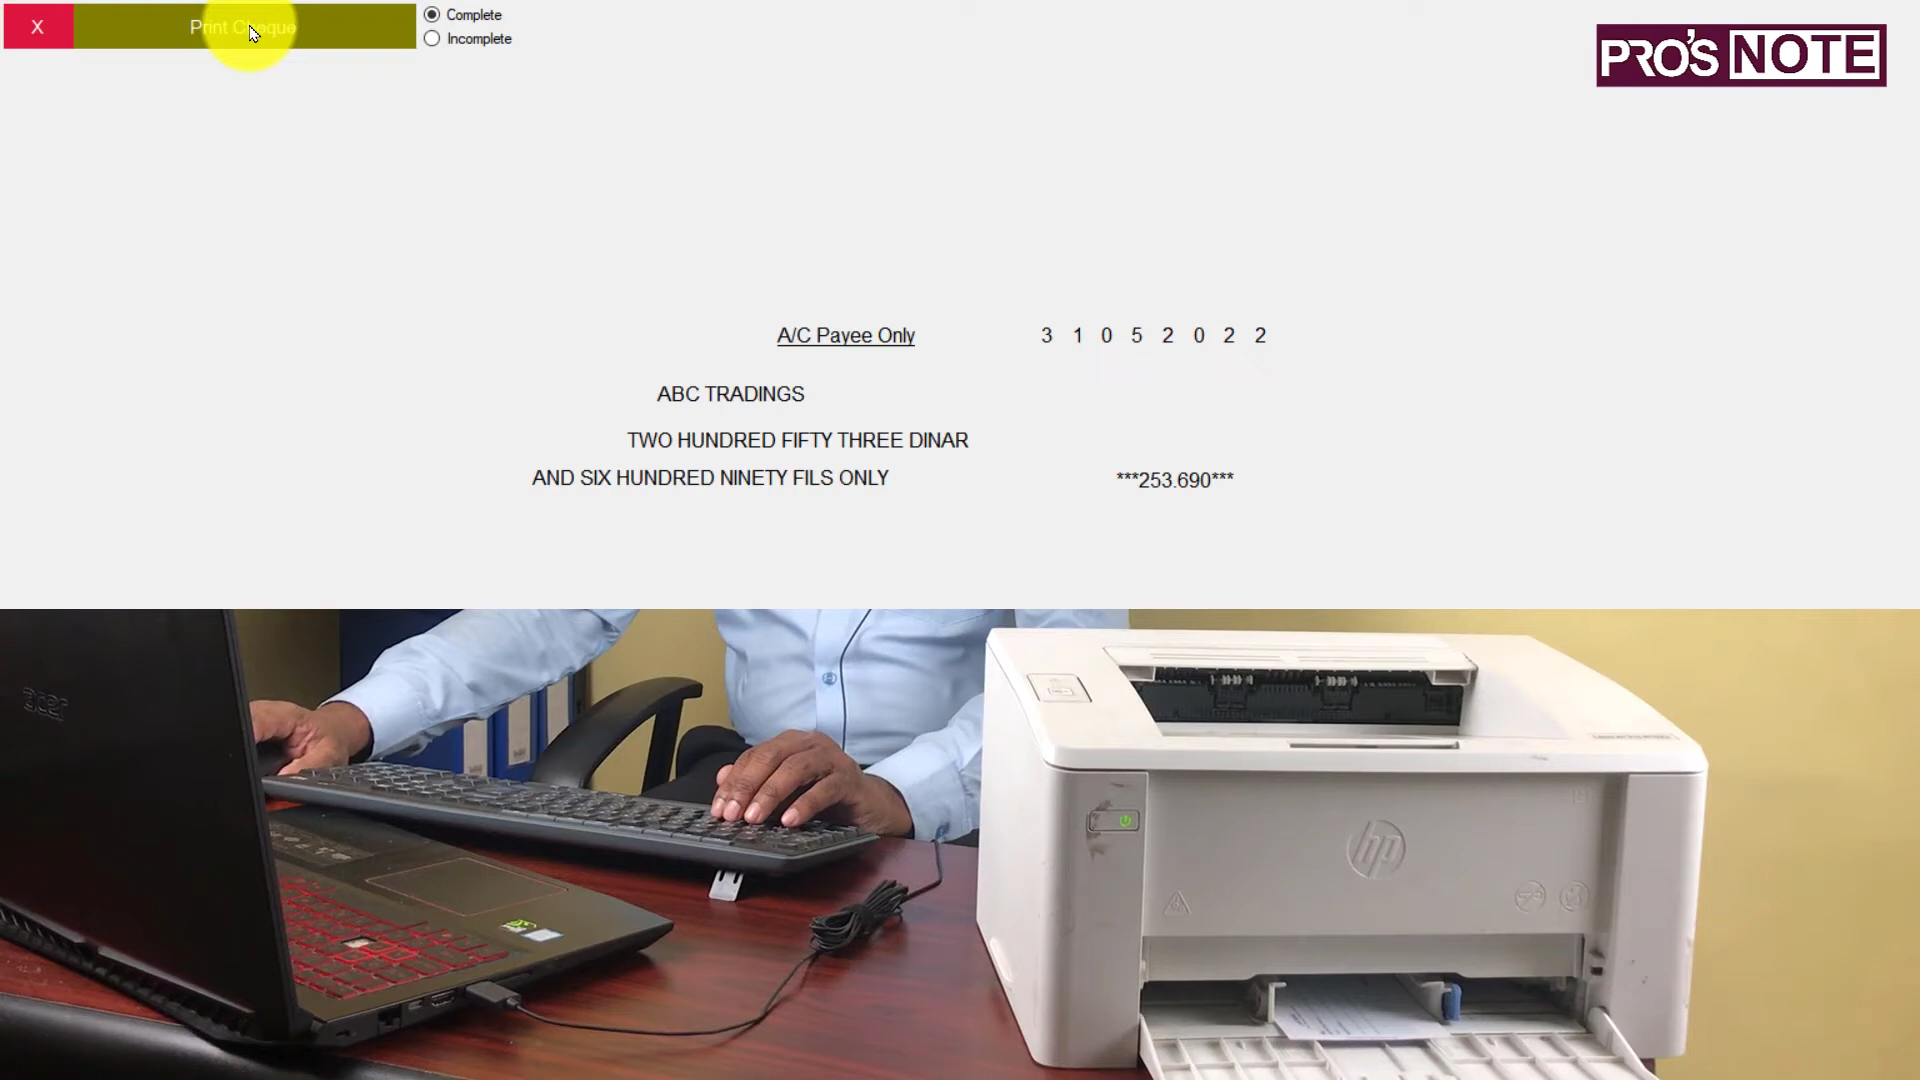 X
Print Cheque
Complete
Incomplete
PRO'S NOTE
A/C Payee Only
3 1 0 5 2 0 2 2
ABC TRADINGS
TWO HUNDRED FIFTY THREE DINAR
AND SIX HUNDRED NINETY FILS ONLY
***253.690***
acer
hp